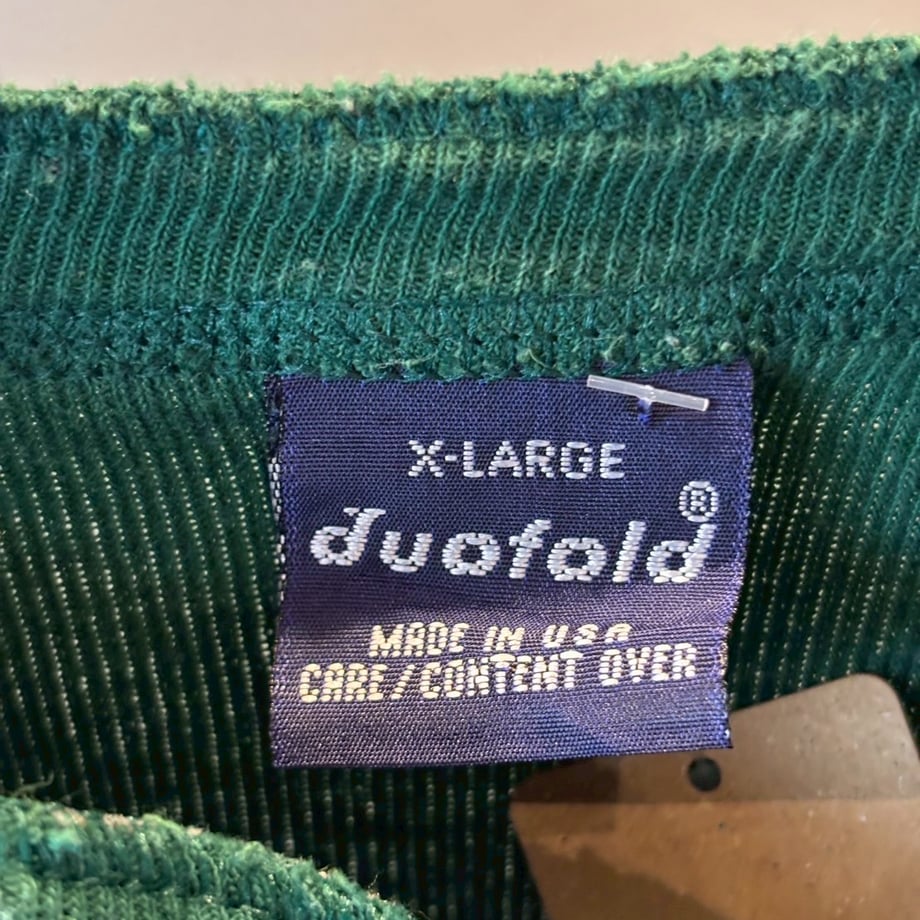 X-LARGE
duofold®
MADE IN USA
CARE/CONTENT OVER